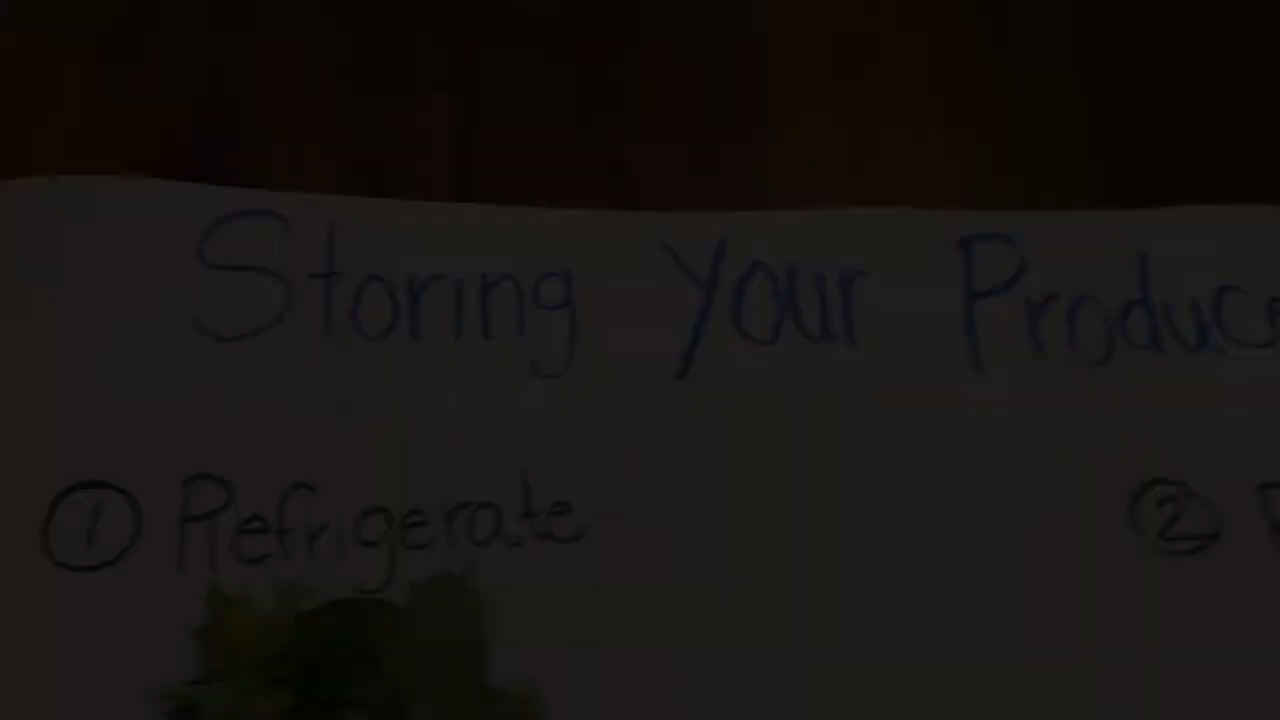 Storing Your Produc
① Refrigerate
②